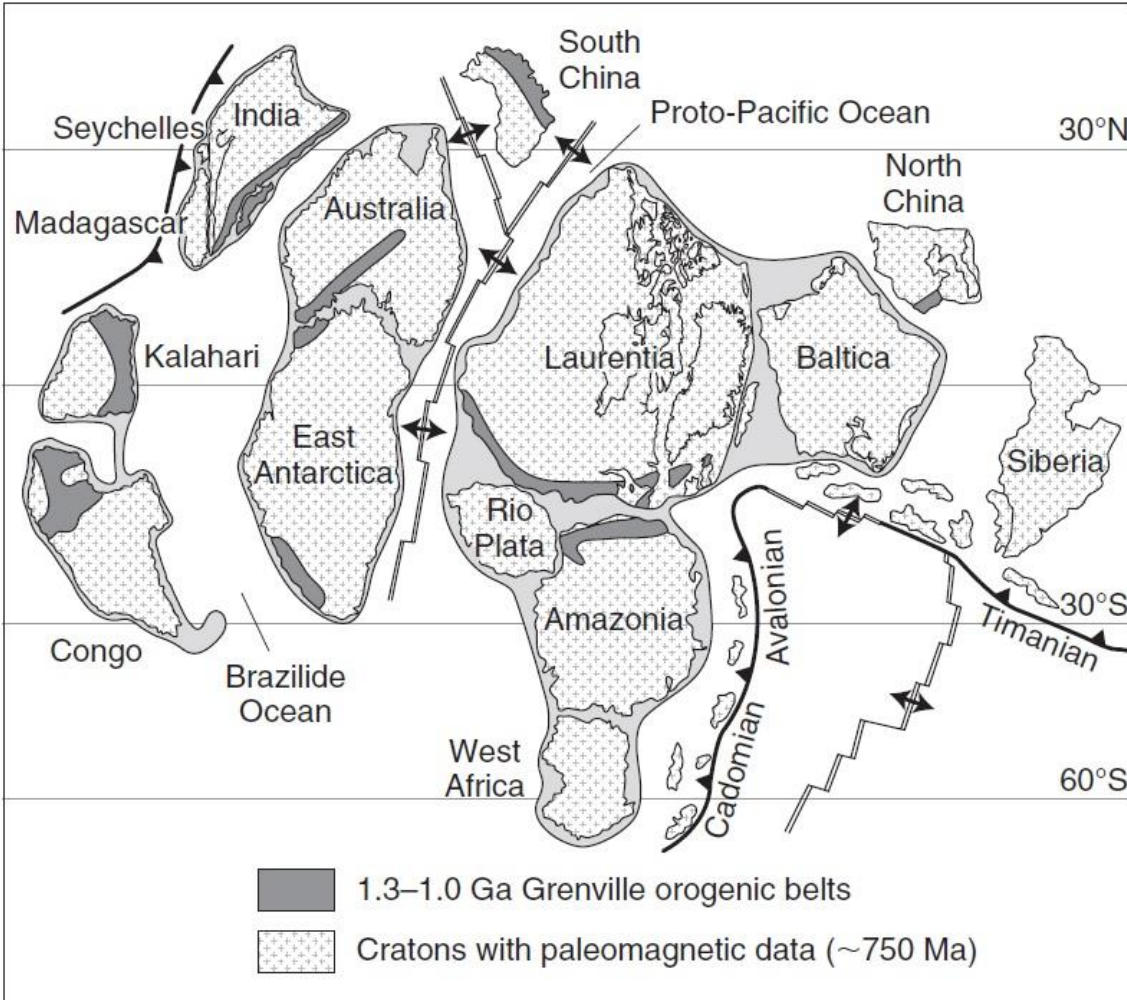 South
China
India
Seychelles
Proto-Pacific Ocean
30°N
North
China
Madagascar
Australia
Kalahari
Laurentia
Baltica
East
Antarctica
Siberia
Rio
Plata
Amazonia
Avalonian
30°S
Timanian
Congo
Brazilide
Ocean
West
Africa
Cadomian
60°S
1.3–1.0 Ga Grenville orogenic belts
Cratons with paleomagnetic data (~750 Ma)